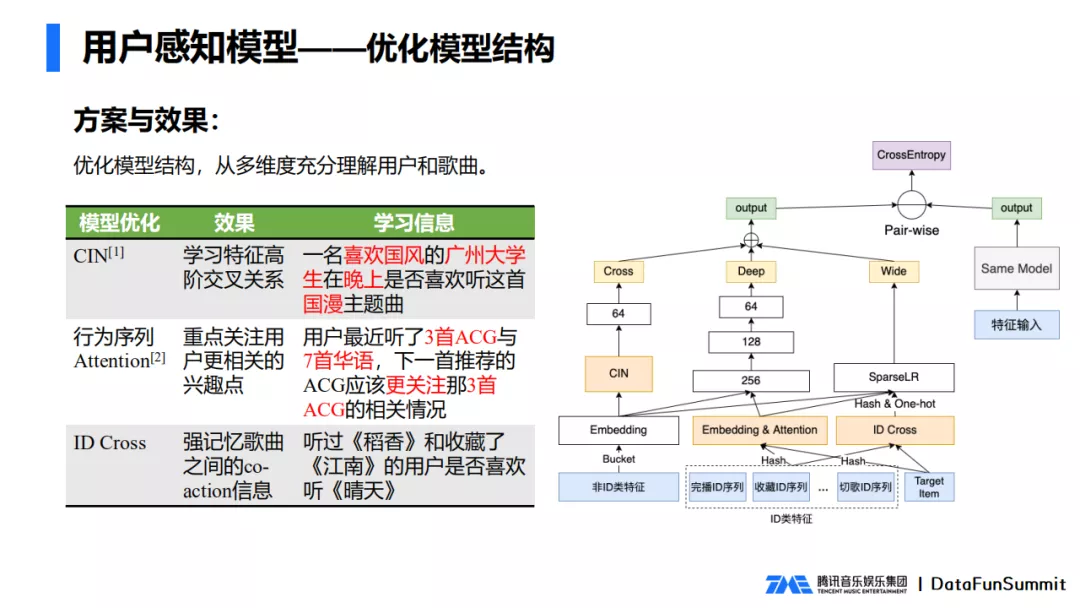 用户感知模型——优化模型结构
方案与效果：
优化模型结构，从多维度充分理解用户和歌曲。
模型优化 效果 学习信息
CIN[1]
学习特征高
阶交叉关系
一名喜欢国风的广州大学
生在晚上是否喜欢听这首
国漫主题曲
行为序列
Attention[2]
重点关注用
户更相关的
兴趣点
用户最近听了3首ACG与
7首华语，下一首推荐的
ACG应该更关注那3首
ACG的相关情况
ID Cross
强记忆歌曲
之间的co-
action信息
听过《稻香》和收藏了
《江南》的用户是否喜欢
听《晴天》
CrossEntropy
output
output
Pair-wise
Cross
Deep
Wide
Same Model
64
64
特征输入
128
CIN
256
SparseLR
Hash & One-hot
Embedding
Embedding & Attention
ID Cross
Bucket
Hash
Hash
非ID类特征
完播ID序列
收藏ID序列
...
切歌ID序列
Target
Item
ID类特征
TME 腾讯音乐娱乐集团
TENCENT MUSIC ENTERTAINMENT
| DataFunSummit